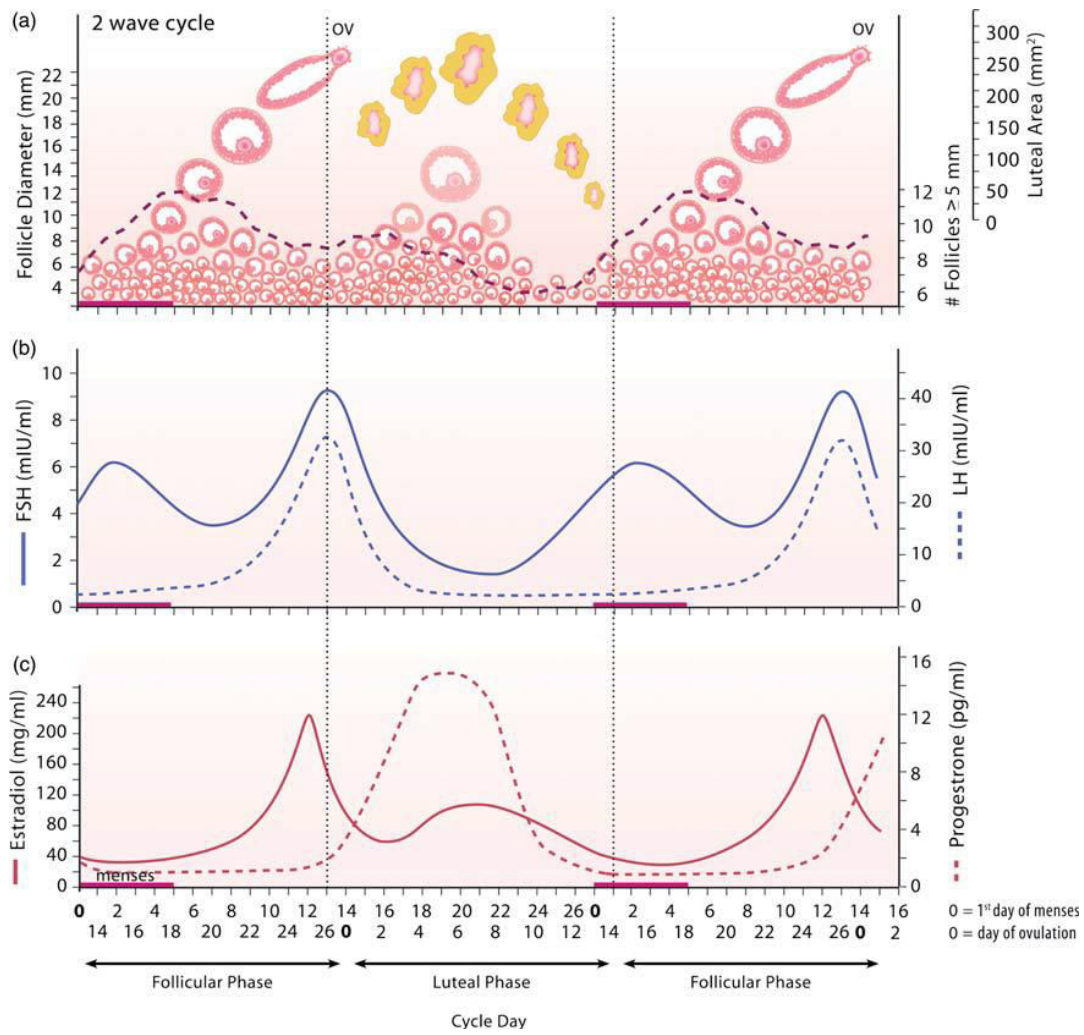 (a)
2 wave cycle
OV
OV
Follicle Diameter (mm)
22
20
18
16
14
12
10
8
6
4
12
10
8
6
# Follicles ≥ 5 mm
300
250
200
150
100
50
0
Luteal Area (mm²)
(b)
FSH (mIU/ml)
10
8
6
4
2
0
40
30
20
10
0
LH (mIU/ml)
(c)
Estradiol (mg/ml)
240
200
160
120
80
40
0
menses
16
12
8
4
0
Progestrone (pg/ml)
0 2 4 6 8 10 12 14 16 18 20 22 24 26 0 2 4 6 8 10 12 14 16
14 16 18 20 22 24 26 0 2 4 6 8 10 12 14 16 18 20 22 24 26 0 2
0 = 1st day of menses
0 = day of ovulation
Follicular Phase
Luteal Phase
Follicular Phase
Cycle Day